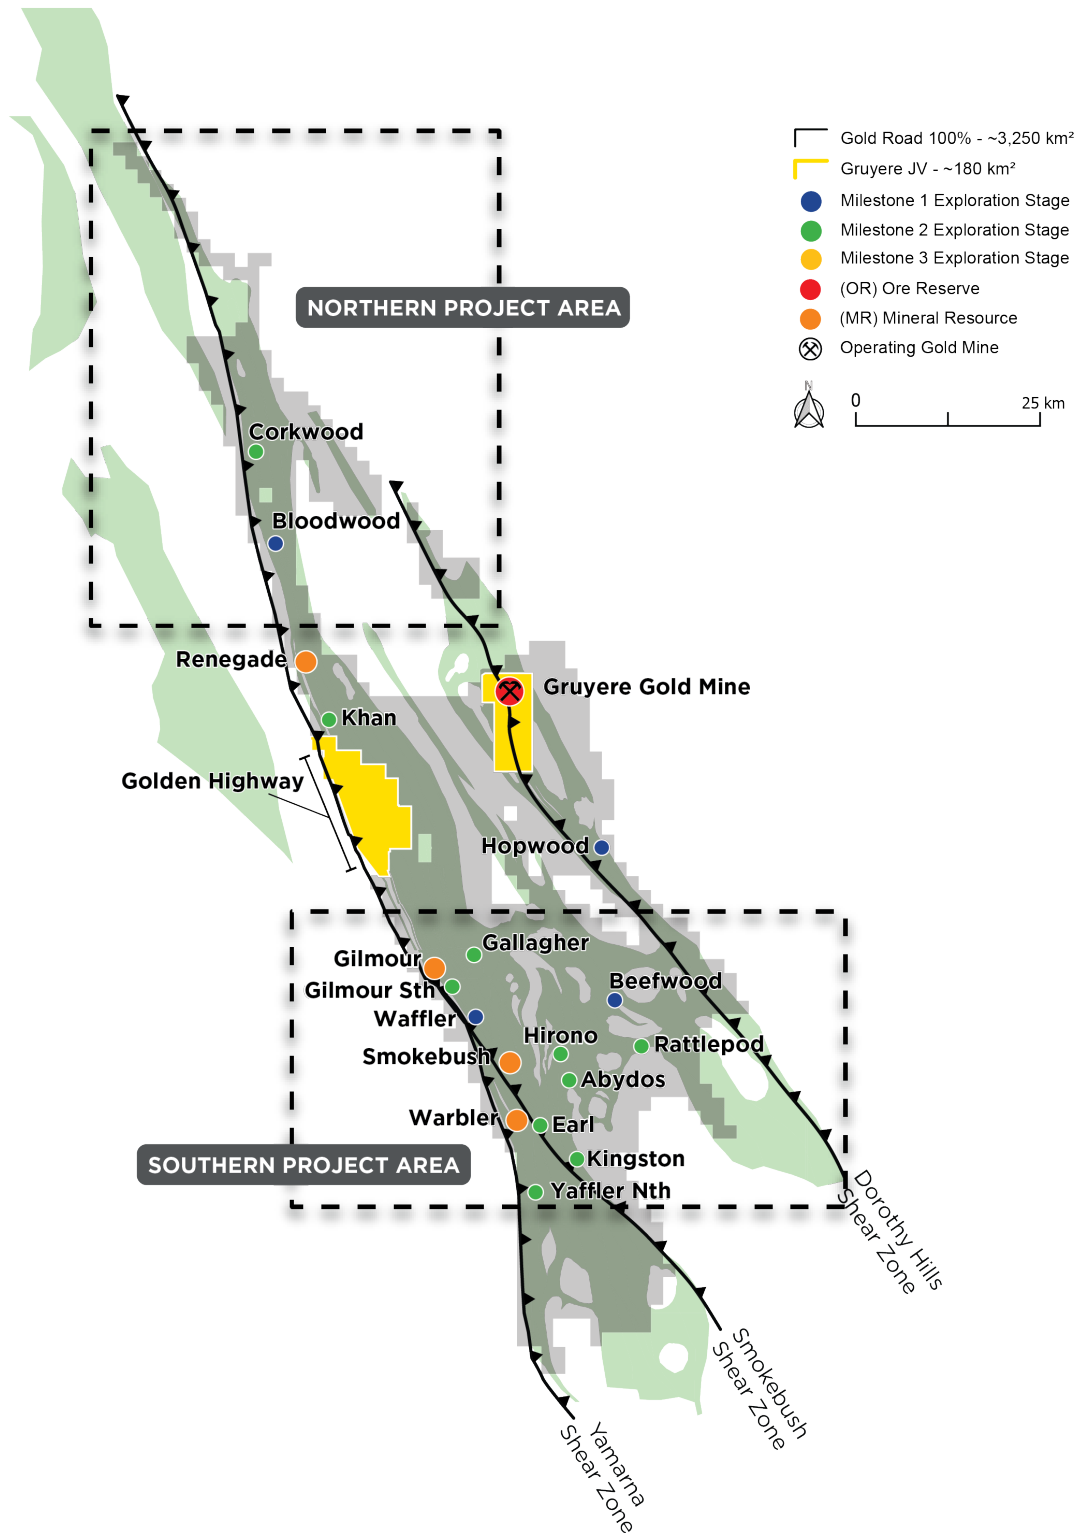 Gold Road 100% - ~3,250 km²
Gruyere JV - ~180 km²
Milestone 1 Exploration Stage
Milestone 2 Exploration Stage
Milestone 3 Exploration Stage
(OR) Ore Reserve
(MR) Mineral Resource
Operating Gold Mine
N
0
25 km
NORTHERN PROJECT AREA
Corkwood
Bloodwood
Renegade
Gruyere Gold Mine
Khan
Golden Highway
Hopwood
Gallagher
Gilmour
Beefwood
Gilmour Sth
Waffler
Hirono
Rattlepod
Smokebush
Abydos
Warbler
Earl
SOUTHERN PROJECT AREA
Kingston
Yaffler Nth
Dorothy Hills
Shear Zone
Smokebush
Shear Zone
Yamarna
Shear Zone